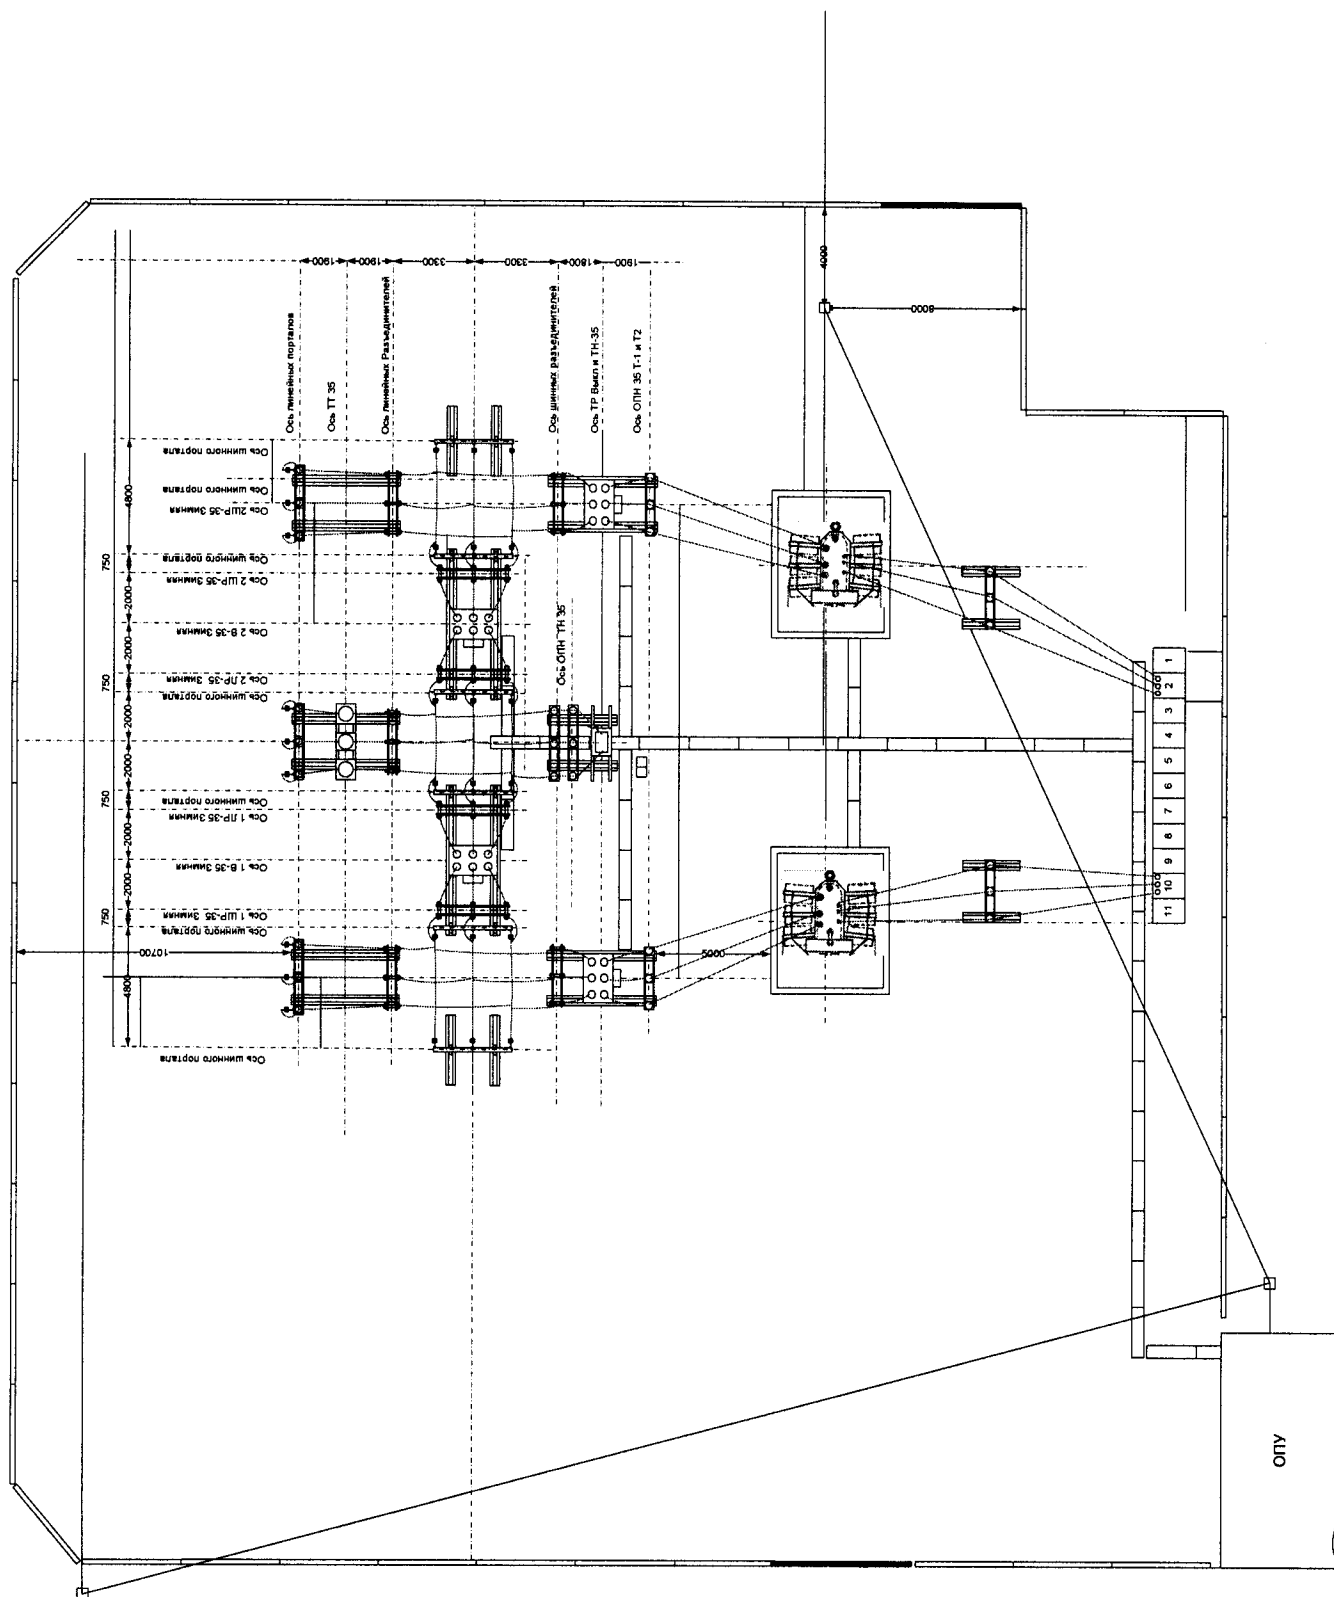 1900
1900
3300
3300
1800
1900
Ось линейных порталов
Ось ТТ 35
Ось линейных Разъединителей
Ось шинных разъединителей
Ось ТР Выкл и ТН-35
Ось ОПН 35 Т-1 и Т2
4000
8000
4800
750
2000
2000
750
2000
2000
750
2000
2000
750
4800
Ось шинного портала
Ось шинного портала
Ось 2ШР-35 Зимняя
Ось шинного портала
Ось 2 ШР-35 Зимняя
Ось 2 В-35 Зимняя
Ось 2 ЛР-35 Зимняя
Ось шинного портала
Ось ОПН ТН 35
Ось шинного портала
Ось 1 ЛР-35 Зимняя
Ось 1 В-35 Зимняя
Ось 1 ШР-35 Зимняя
Ось шинного портала
Ось шинного портала
10700
5000
1
2
3
4
5
6
7
8
9
10
11
ОПУ